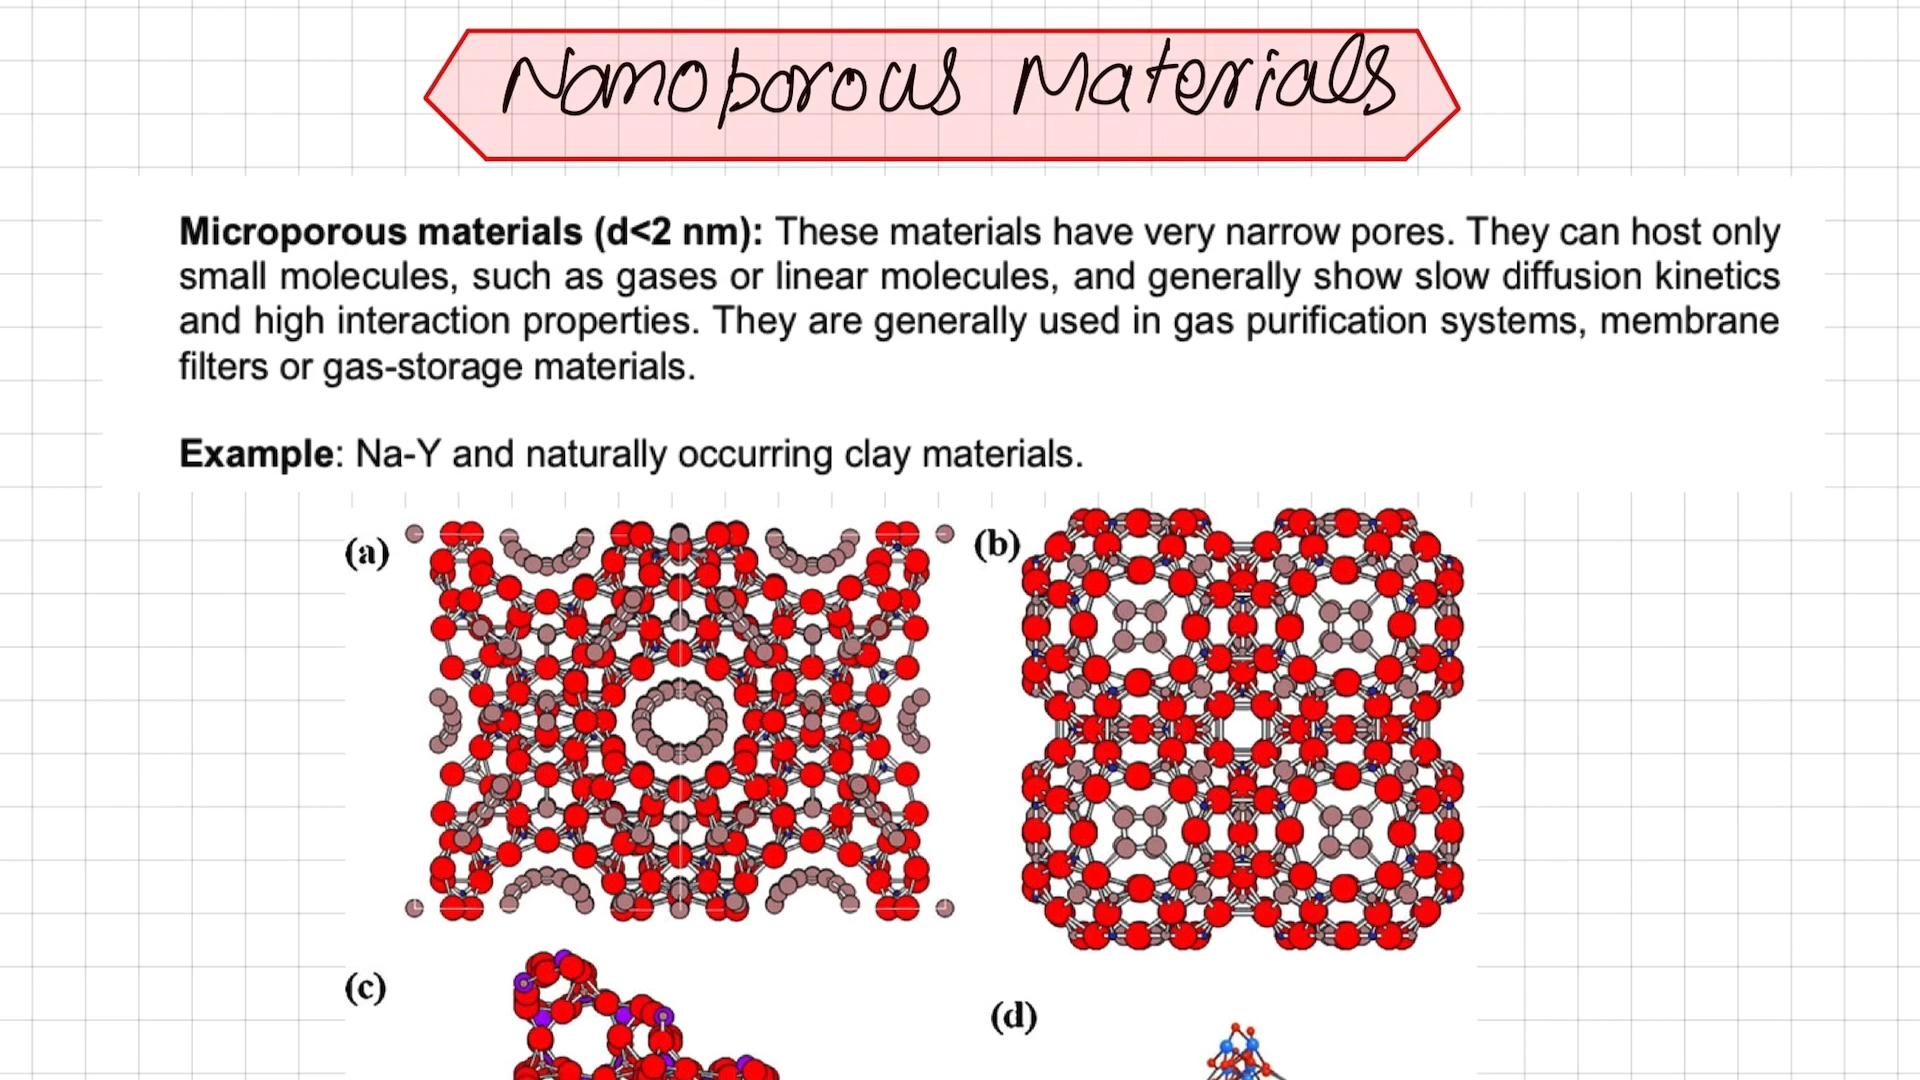 Nanoporous Materials
Microporous materials (d<2 nm): These materials have very narrow pores. They can host only
small molecules, such as gases or linear molecules, and generally show slow diffusion kinetics
and high interaction properties. They are generally used in gas purification systems, membrane
filters or gas-storage materials.
Example: Na-Y and naturally occurring clay materials.
(a)
(b)
(c)
(d)